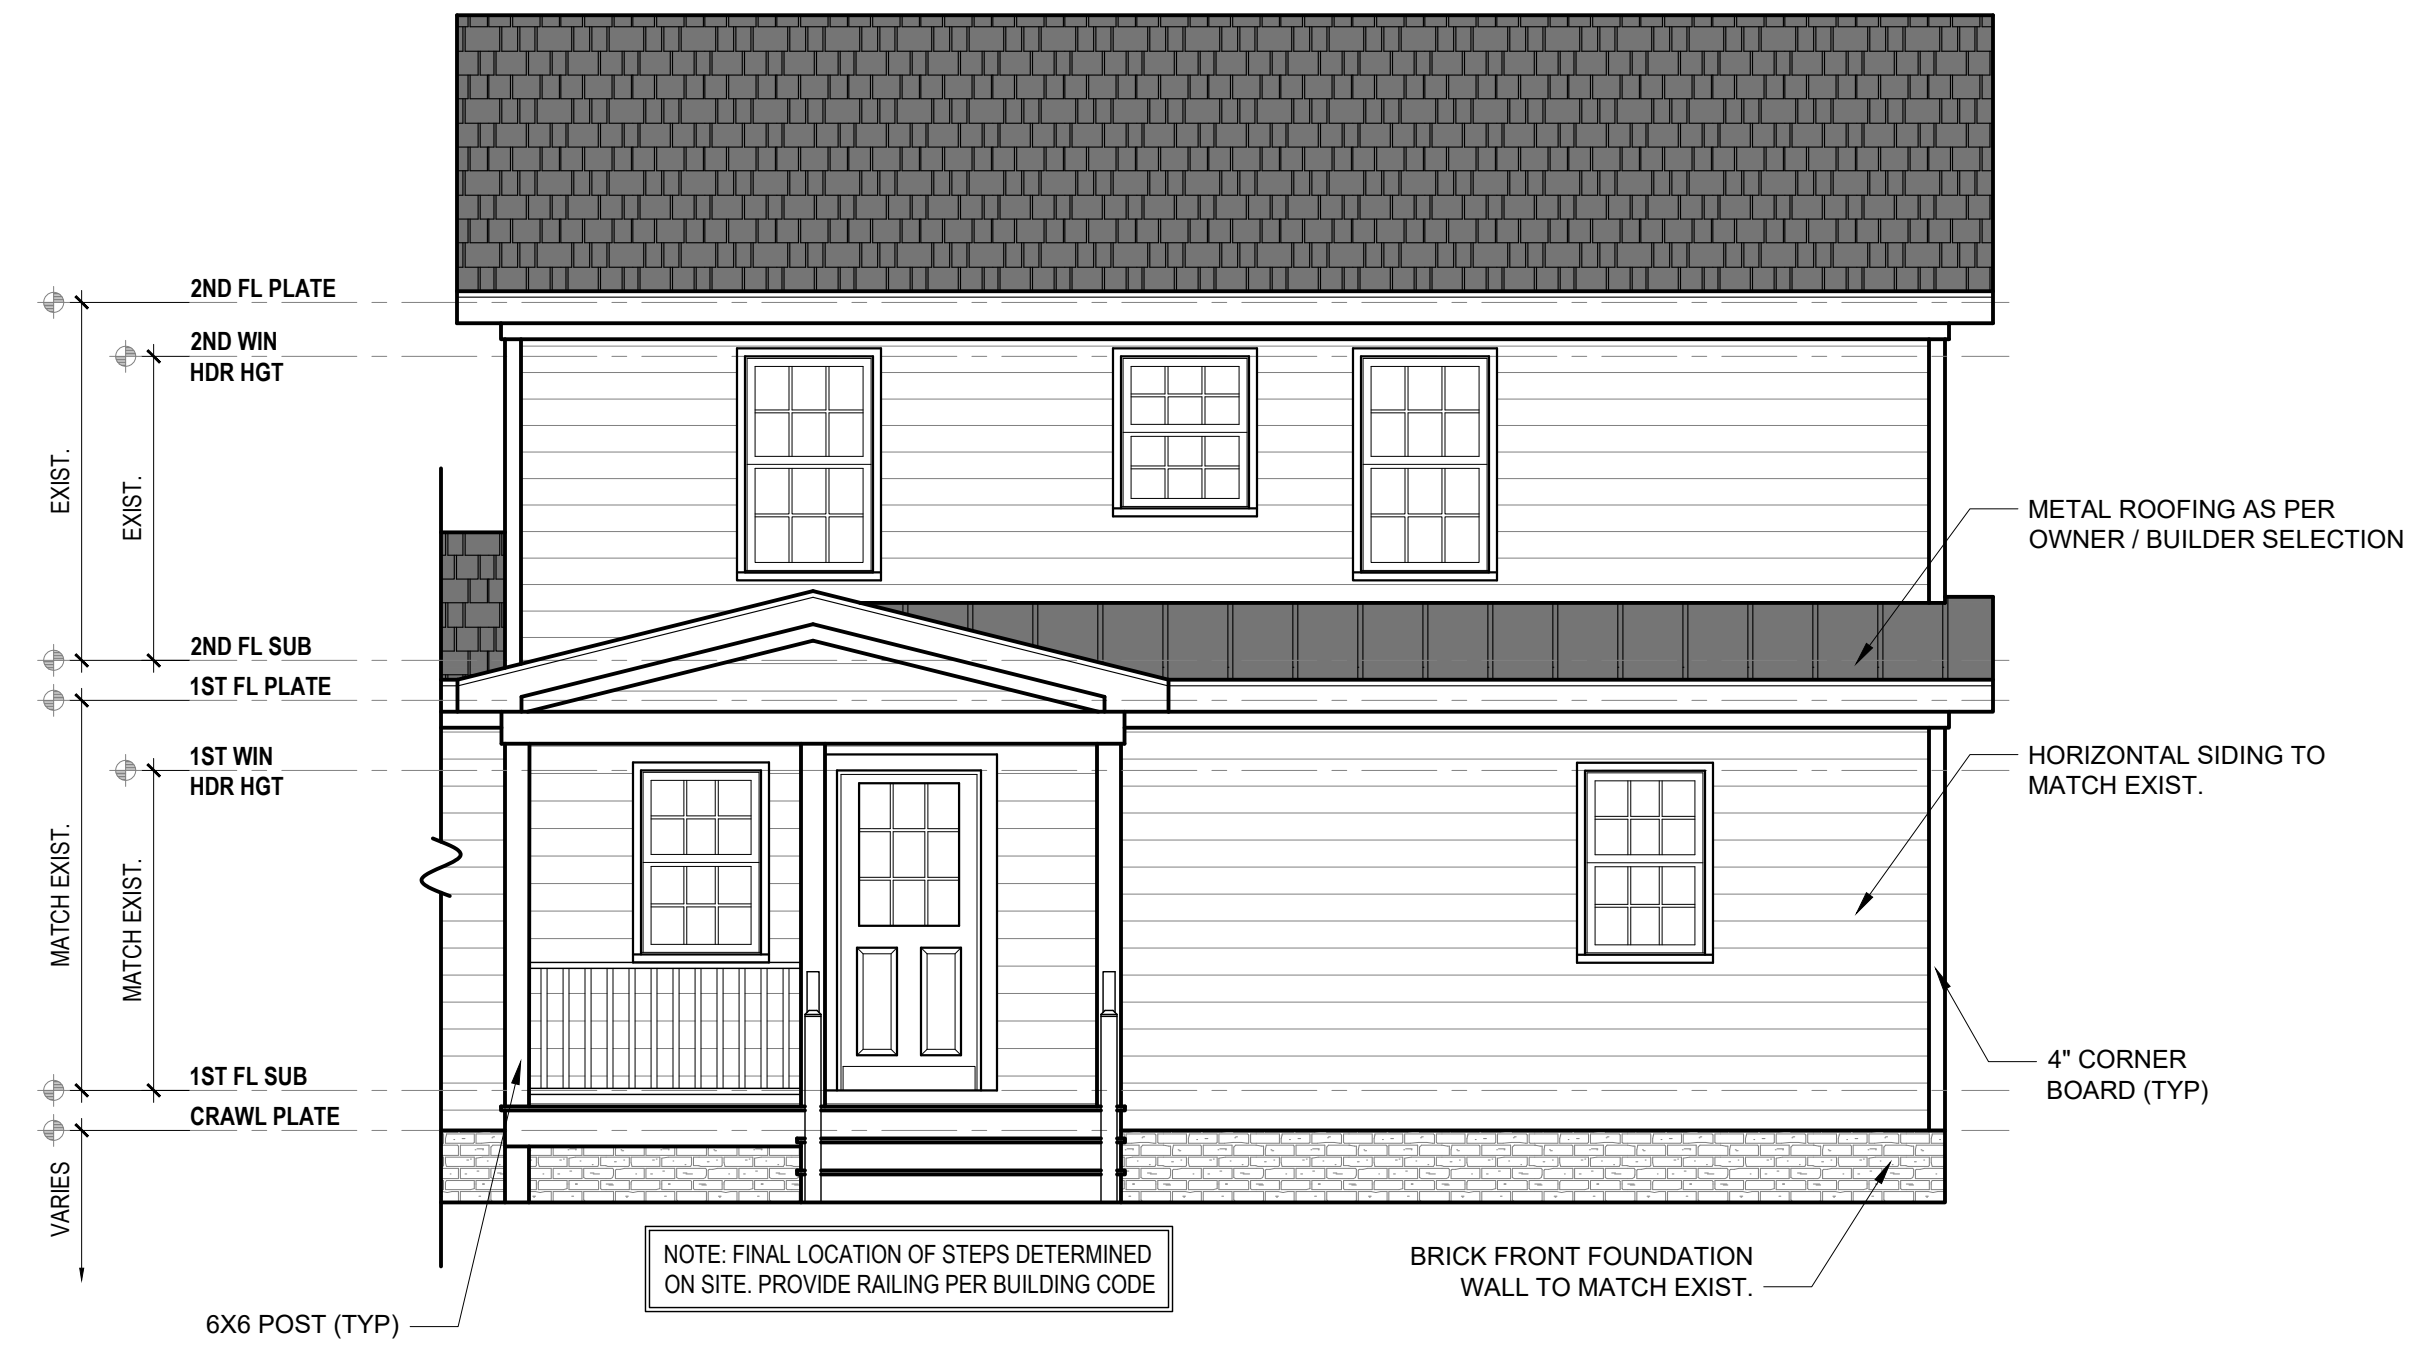 2ND FL PLATE
2ND WIN
HDR HGT
EXIST.
EXIST.
METAL ROOFING AS PER
OWNER / BUILDER SELECTION
2ND FL SUB
1ST FL PLATE
1ST WIN
HDR HGT
HORIZONTAL SIDING TO
MATCH EXIST.
MATCH EXIST.
MATCH EXIST.
1ST FL SUB
4" CORNER
BOARD (TYP)
CRAWL PLATE
VARIES
NOTE: FINAL LOCATION OF STEPS DETERMINED
ON SITE. PROVIDE RAILING PER BUILDING CODE
BRICK FRONT FOUNDATION
WALL TO MATCH EXIST.
6X6 POST (TYP)